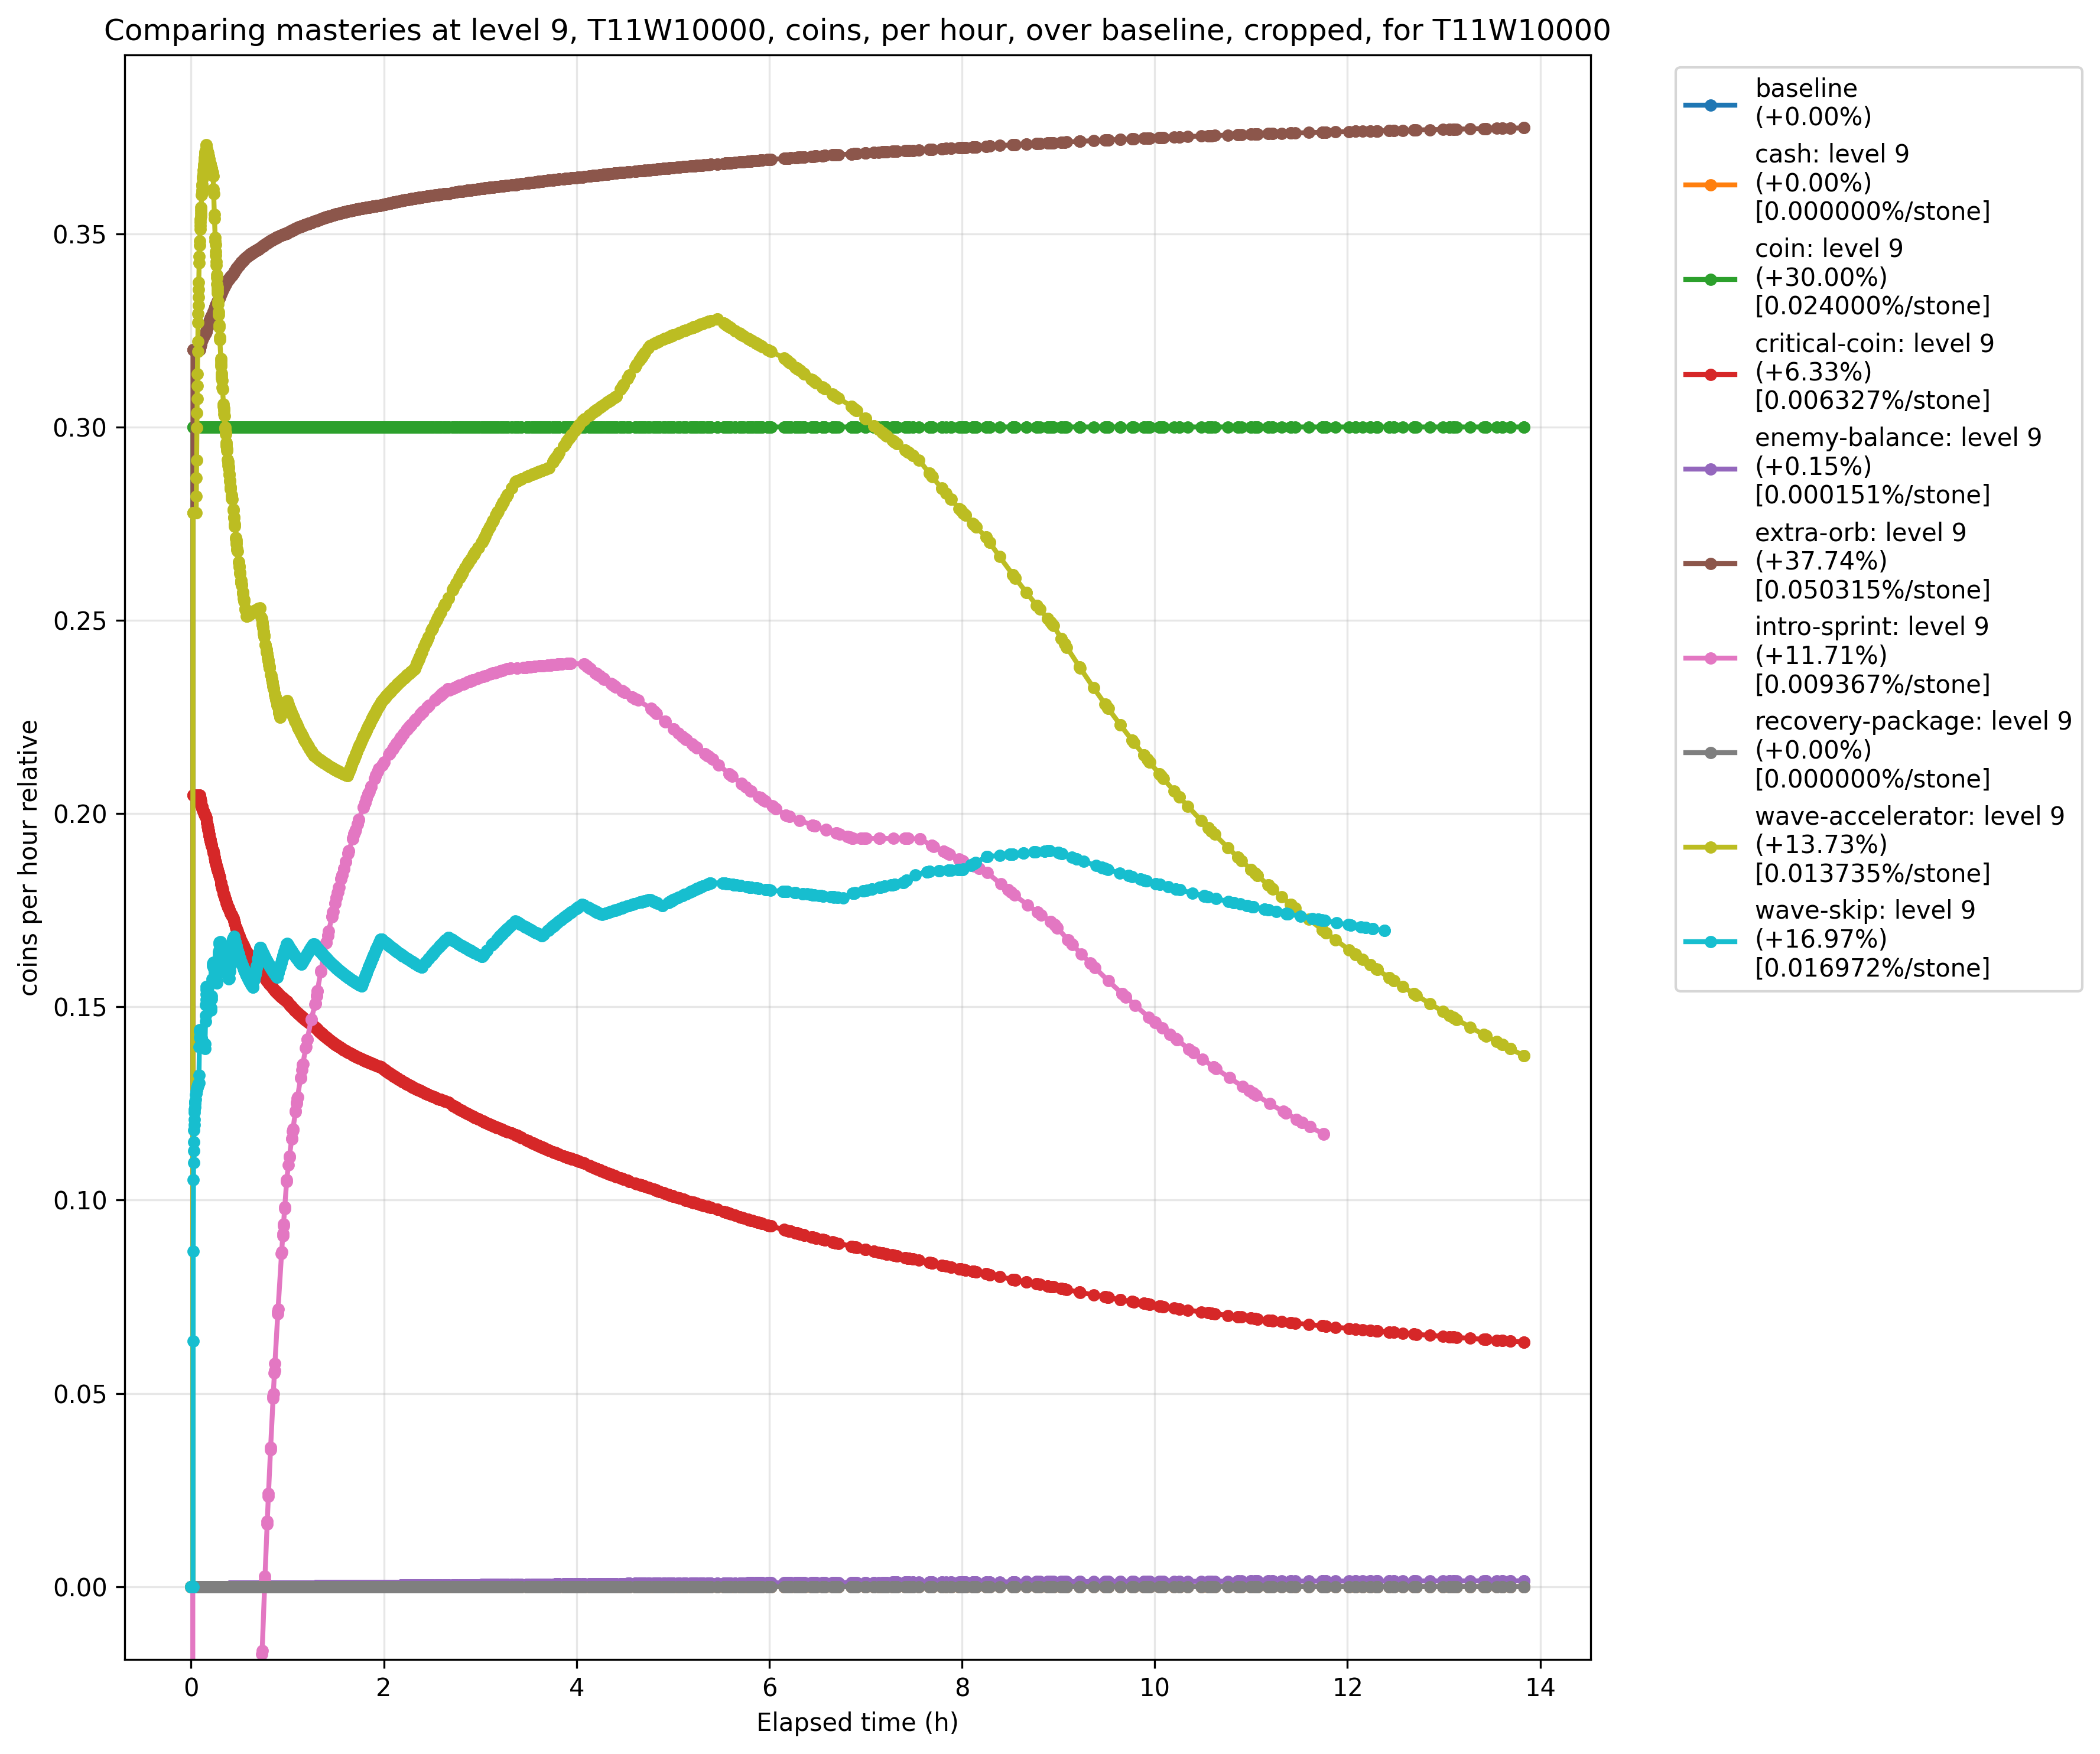 Comparing masteries at level 9, T11W10000, coins, per hour, over baseline, cropped, for T11W10000
coins per hour relative
0.35
0.30
0.25
0.20
0.15
0.10
0.05
0.00
0
2
4
6
8
10
12
14
Elapsed time (h)
baseline
(+0.00%)
cash: level 9
(+0.00%)
[0.000000%/stone]
coin: level 9
(+30.00%)
[0.024000%/stone]
critical-coin: level 9
(+6.33%)
[0.006327%/stone]
enemy-balance: level 9
(+0.15%)
[0.000151%/stone]
extra-orb: level 9
(+37.74%)
[0.050315%/stone]
intro-sprint: level 9
(+11.71%)
[0.009367%/stone]
recovery-package: level 9
(+0.00%)
[0.000000%/stone]
wave-accelerator: level 9
(+13.73%)
[0.013735%/stone]
wave-skip: level 9
(+16.97%)
[0.016972%/stone]